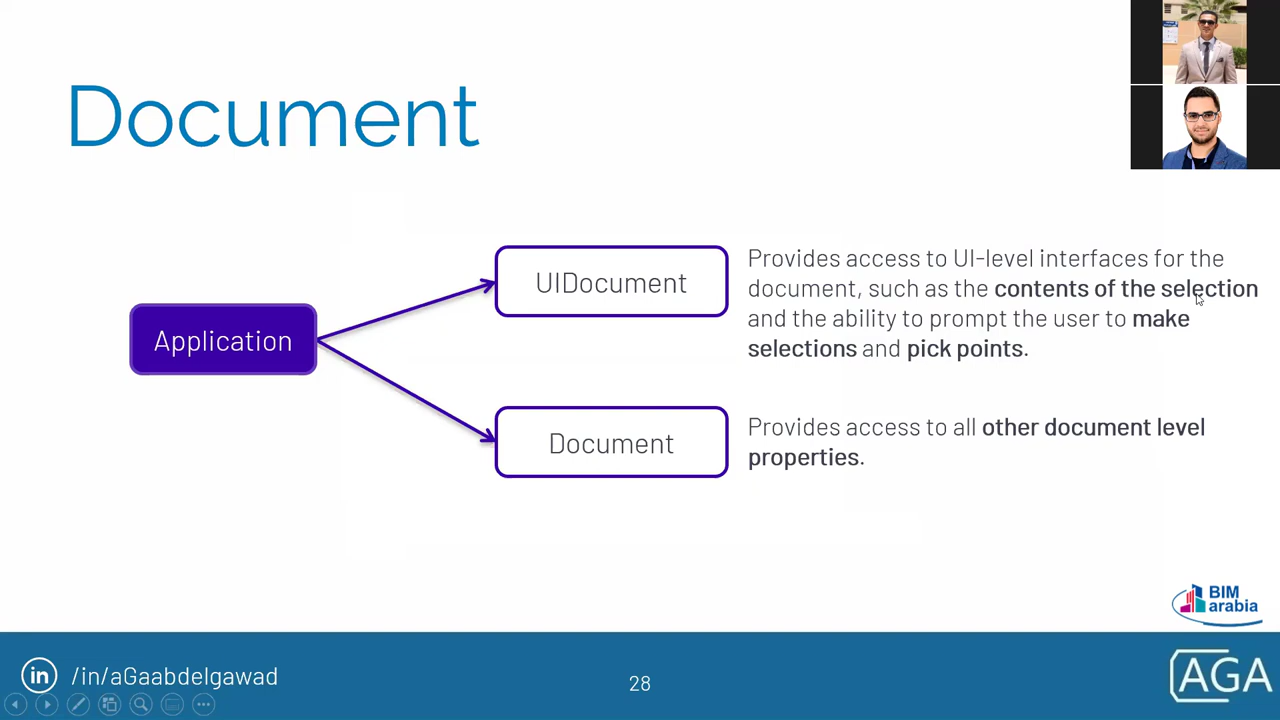 Document
Application
UIDocument
Provides access to UI-level interfaces for the
document, such as the contents of the selection
and the ability to prompt the user to make
selections and pick points.
Document
Provides access to all other document level
properties.
BIM
arabia
in /in/aGaabdelgawad
28
AGA